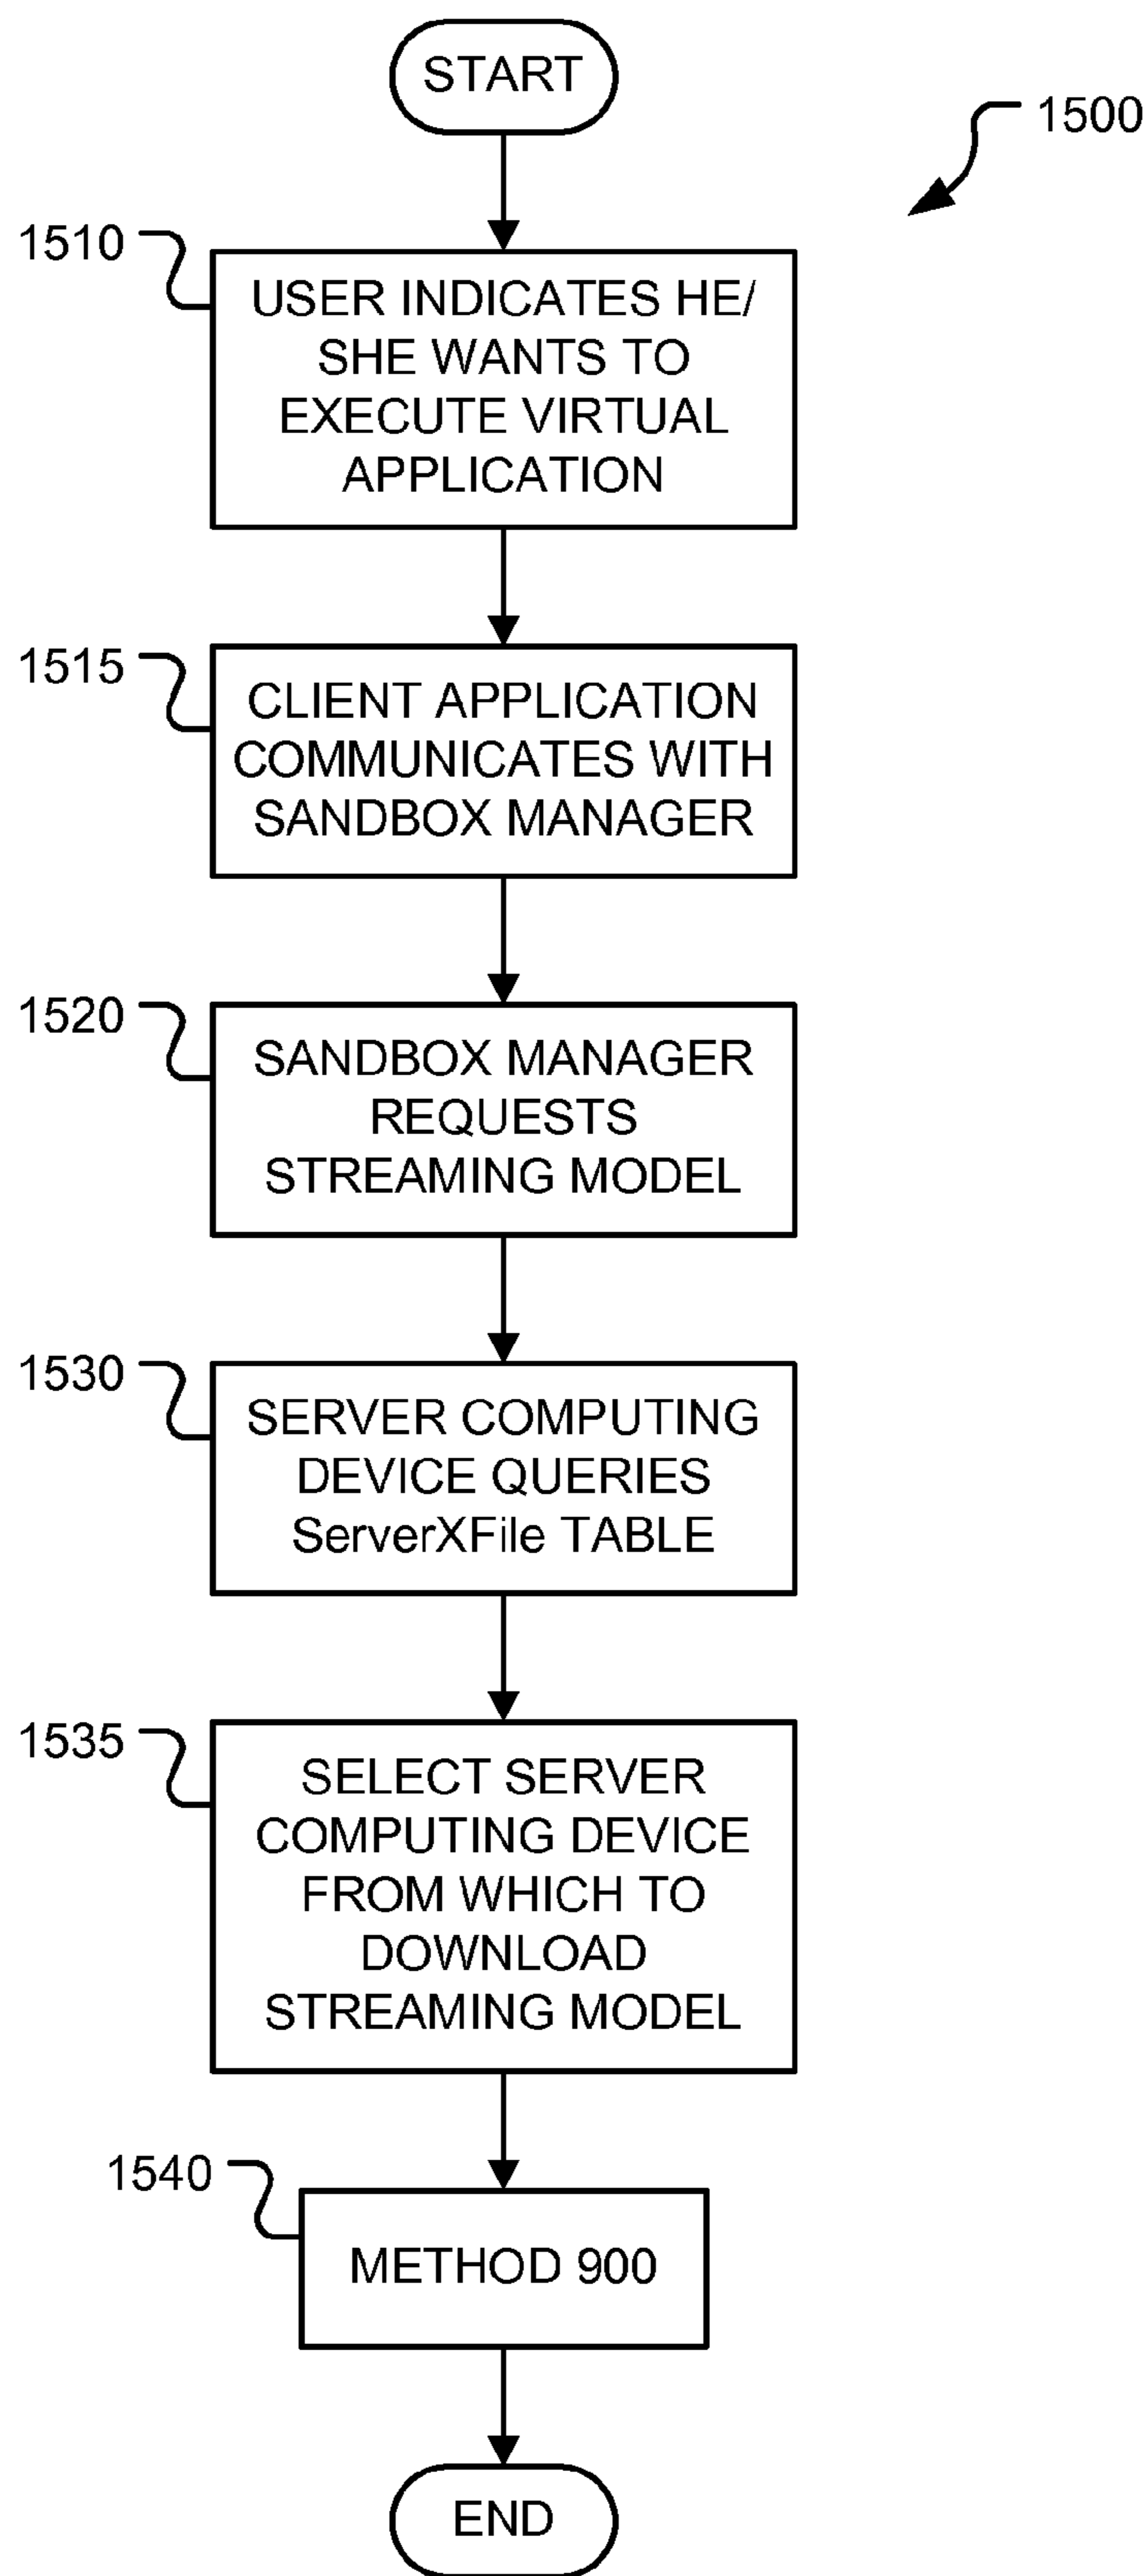 START
1500
1510
USER INDICATES HE/
SHE WANTS TO
EXECUTE VIRTUAL
APPLICATION
1515
CLIENT APPLICATION
COMMUNICATES WITH
SANDBOX MANAGER
1520
SANDBOX MANAGER
REQUESTS
STREAMING MODEL
1530
SERVER COMPUTING
DEVICE QUERIES
ServerXFile TABLE
1535
SELECT SERVER
COMPUTING DEVICE
FROM WHICH TO
DOWNLOAD
STREAMING MODEL
1540
METHOD 900
END